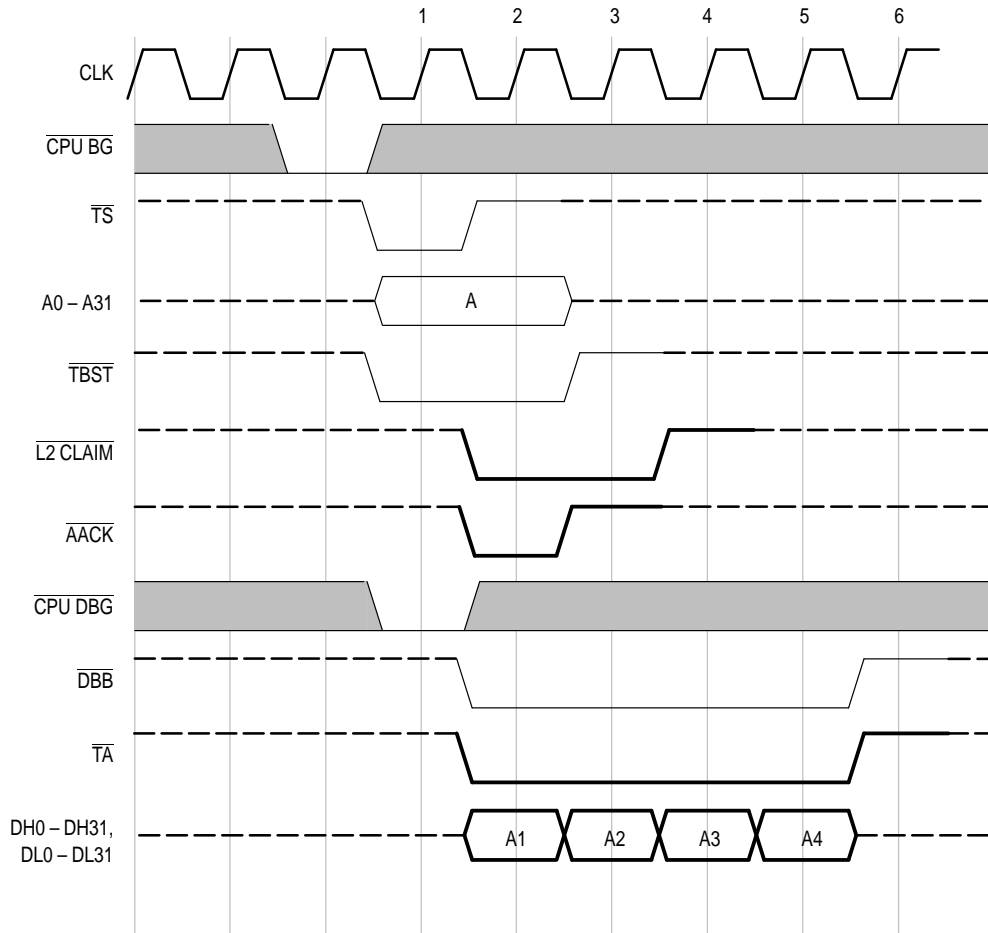 1 2 3 4 5 6
CLK
CPU BG
TS
A0 – A31
A
TBST
L2 CLAIM
AACK
CPU DBG
DBB
TA
DH0 – DH31,
DL0 – DL31
A1 A2 A3 A4